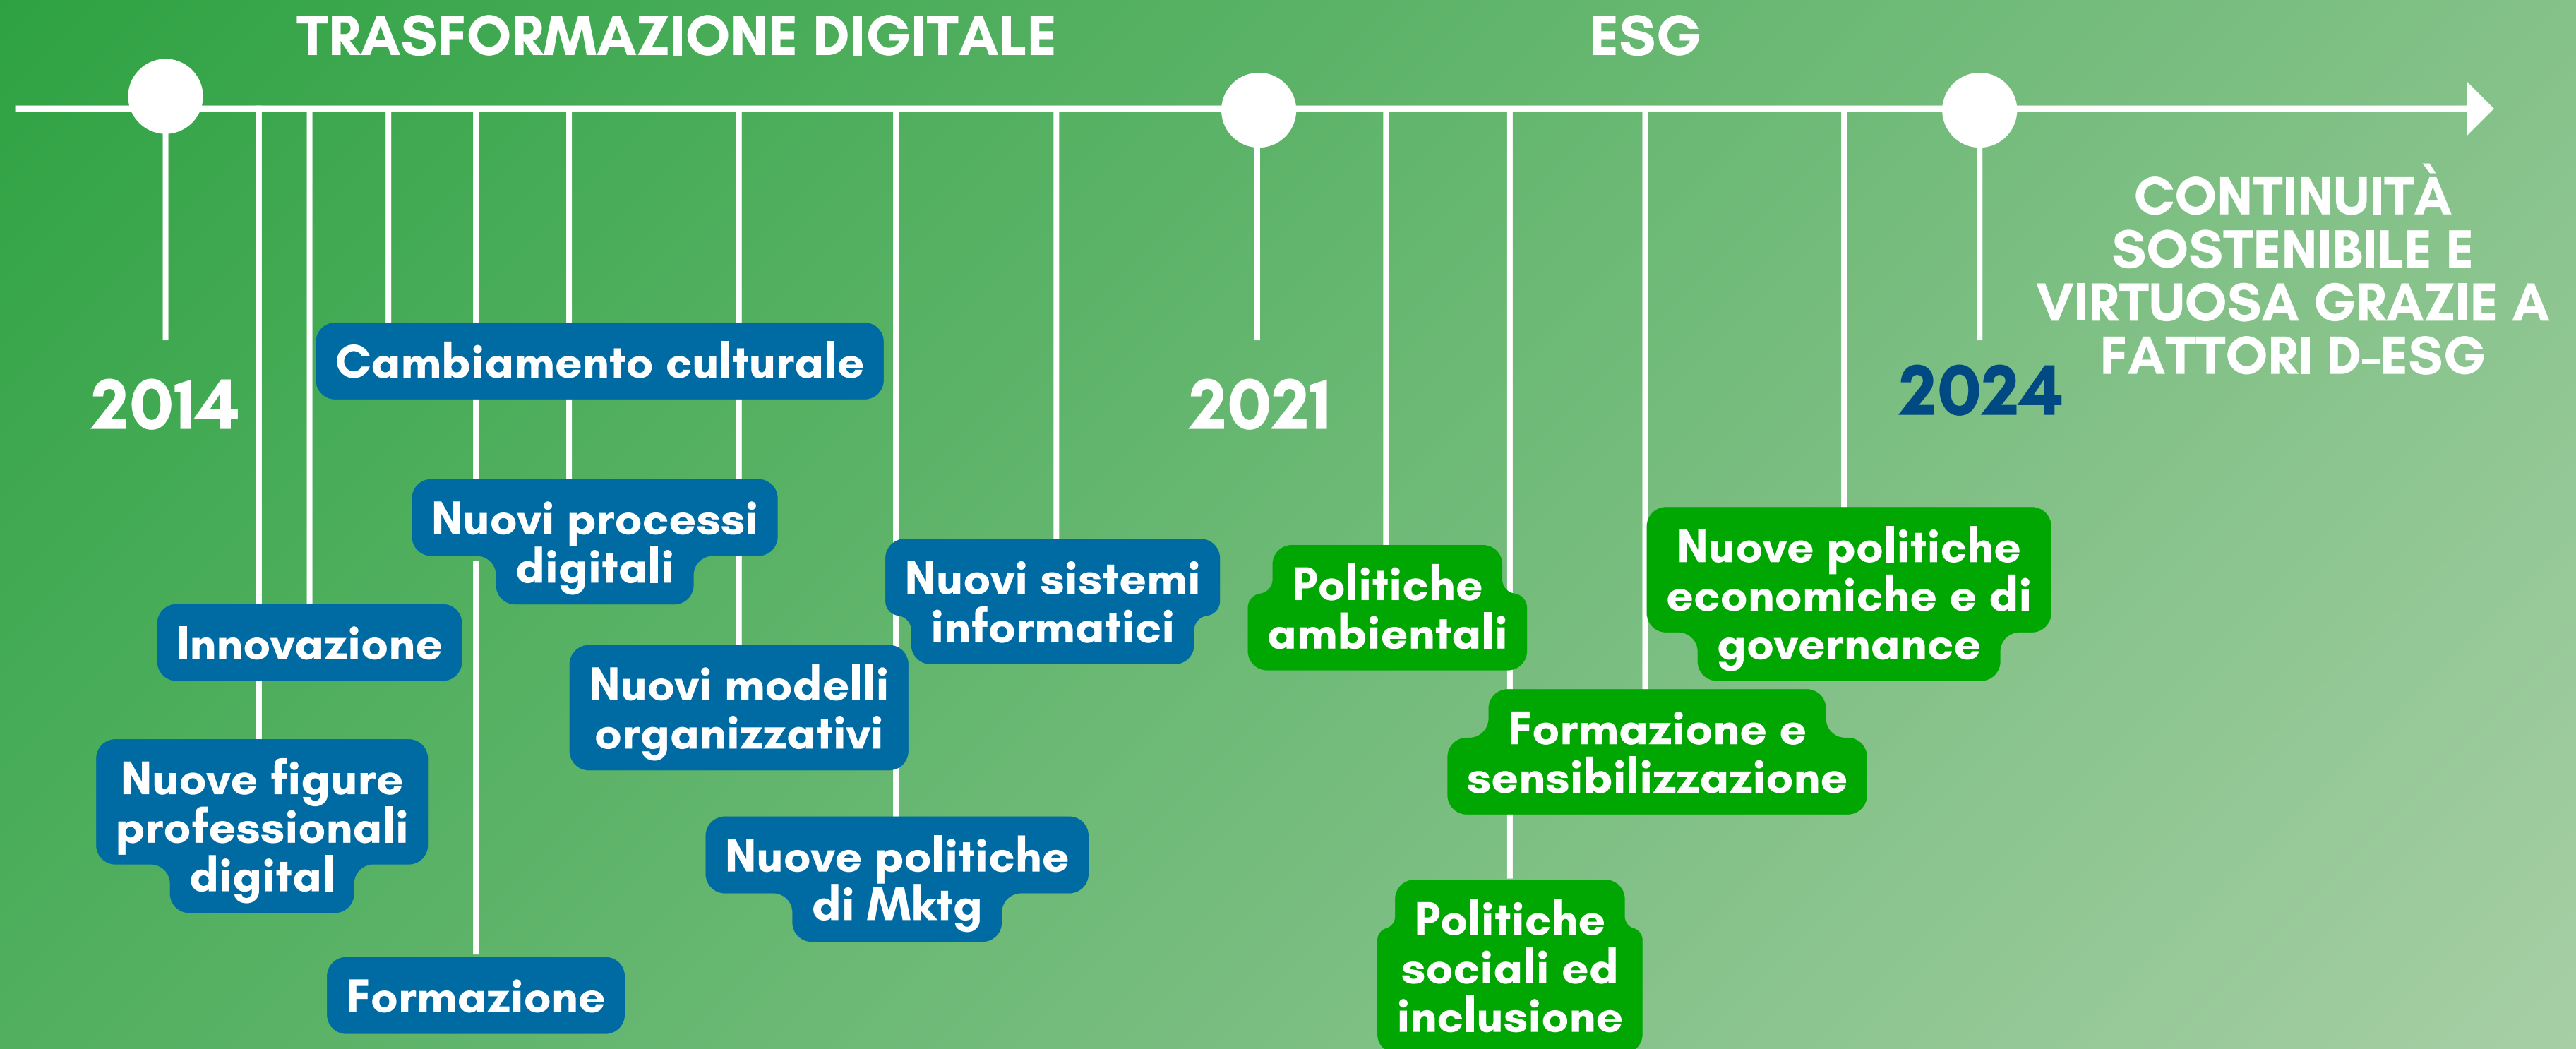 TRASFORMAZIONE DIGITALE
ESG
2014
2021
2024
CONTINUITÀ
SOSTENIBILE E
VIRTUOSA GRAZIE A
FATTORI D-ESG
Cambiamento culturale
Nuovi processi
digitali
Innovazione
Nuovi modelli
organizzativi
Nuovi sistemi
informatici
Nuove figure
professionali
digital
Nuove politiche
di Mktg
Formazione
Politiche
ambientali
Nuove politiche
economiche e di
governance
Formazione e
sensibilizzazione
Politiche
sociali ed
inclusione